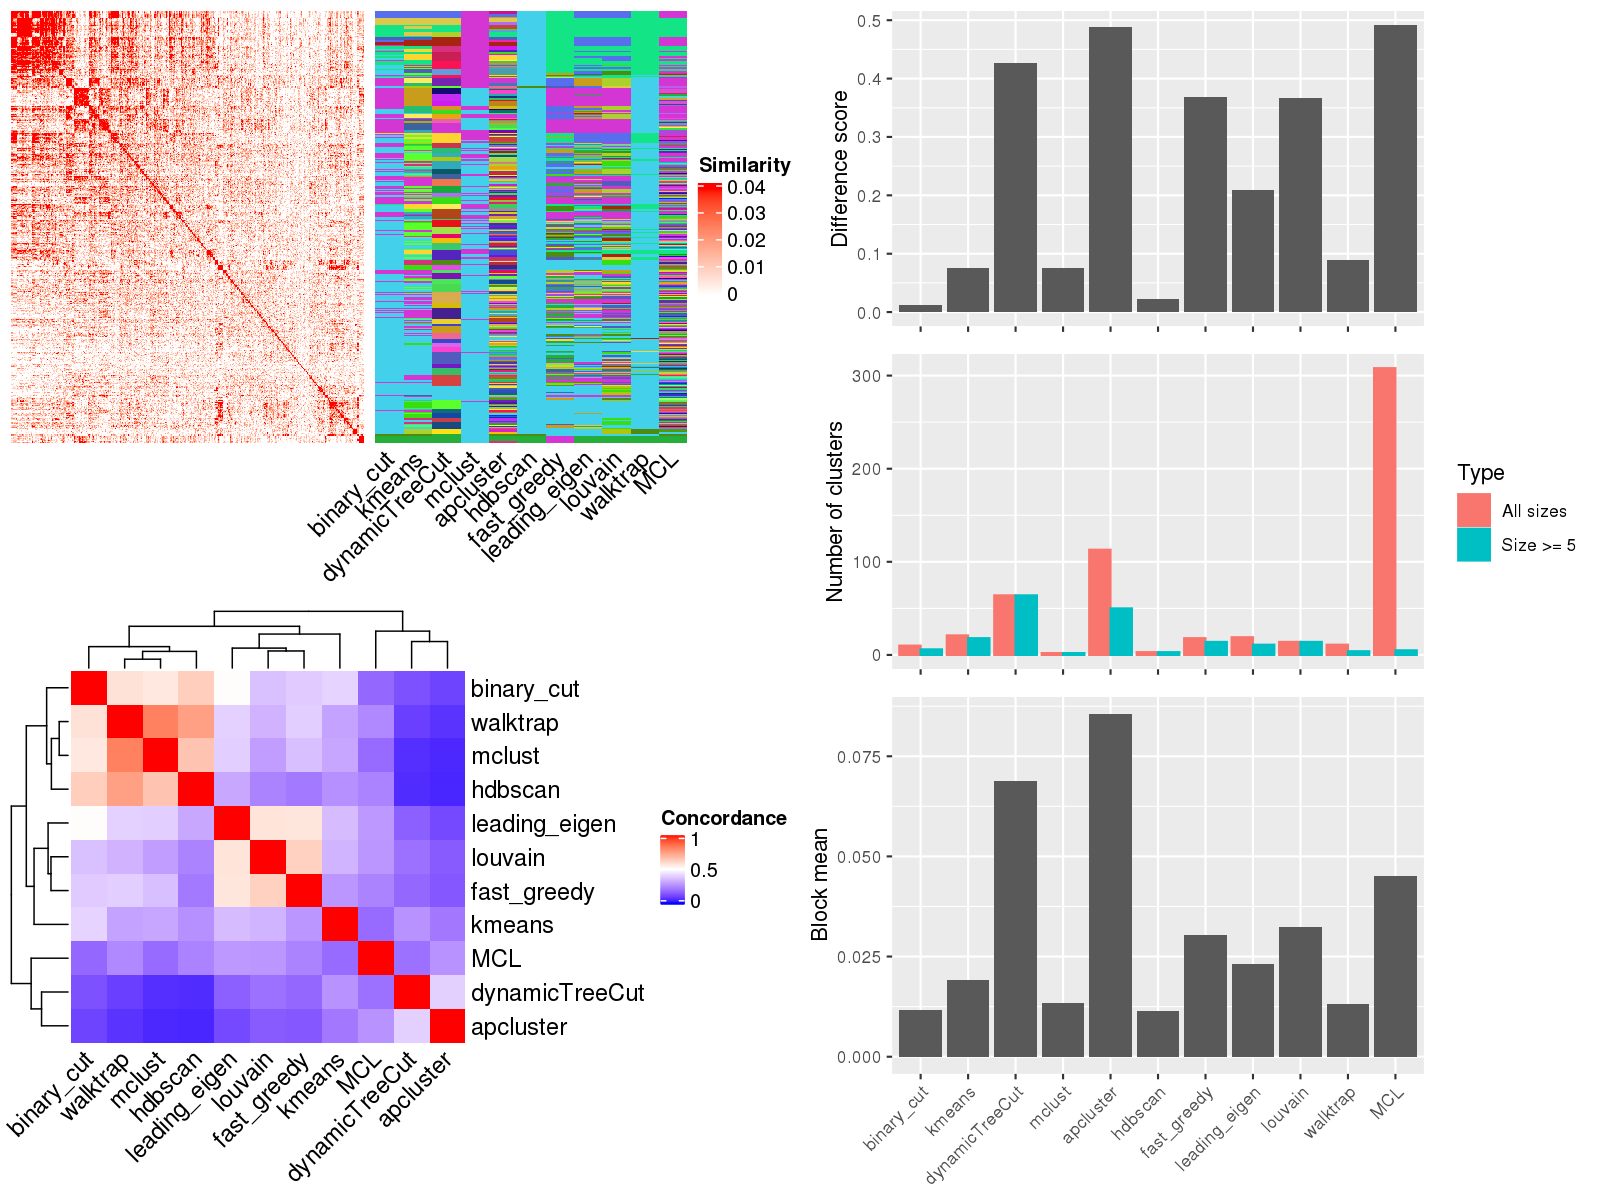 Similarity
0.04
0.03
0.02
0.01
0
binary_cut
kmeans
dynamicTreeCut
mclust
apcluster
hdbscan
fast_greedy
leading_eigen
louvain
walktrap
MCL
binary_cut
walktrap
mclust
hdbscan
leading_eigen
louvain
fast_greedy
kmeans
MCL
dynamicTreeCut
apcluster
Concordance
1
0.5
0
binary_cut
walktrap
mclust
hdbscan
leading_eigen
louvain
fast_greedy
kmeans
MCL
dynamicTreeCut
apcluster
Difference score
0.5
0.4
0.3
0.2
0.1
0.0
Number of clusters
300
200
100
0
Type
All sizes
Size >= 5
Block mean
0.075
0.050
0.025
0.000
binary_cut
kmeans
dynamicTreeCut
mclust
apcluster
hdbscan
fast_greedy
leading_eigen
louvain
walktrap
MCL